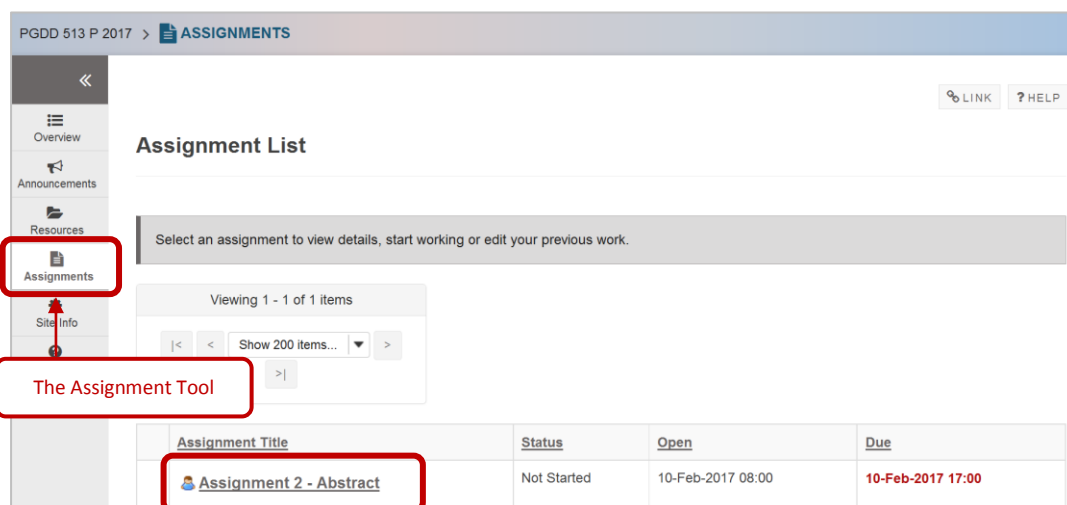 PGDD 513 P 2017 > ASSIGNMENTS
«
LINK ? HELP
Overview
Announcements
Resources
Assignments
Site Info
The Assignment Tool
Assignment List
Select an assignment to view details, start working or edit your previous work.
Viewing 1 - 1 of 1 items
|< < Show 200 items... >
>|
Assignment Title Status Open Due
Assignment 2 - Abstract Not Started 10-Feb-2017 08:00 10-Feb-2017 17:00